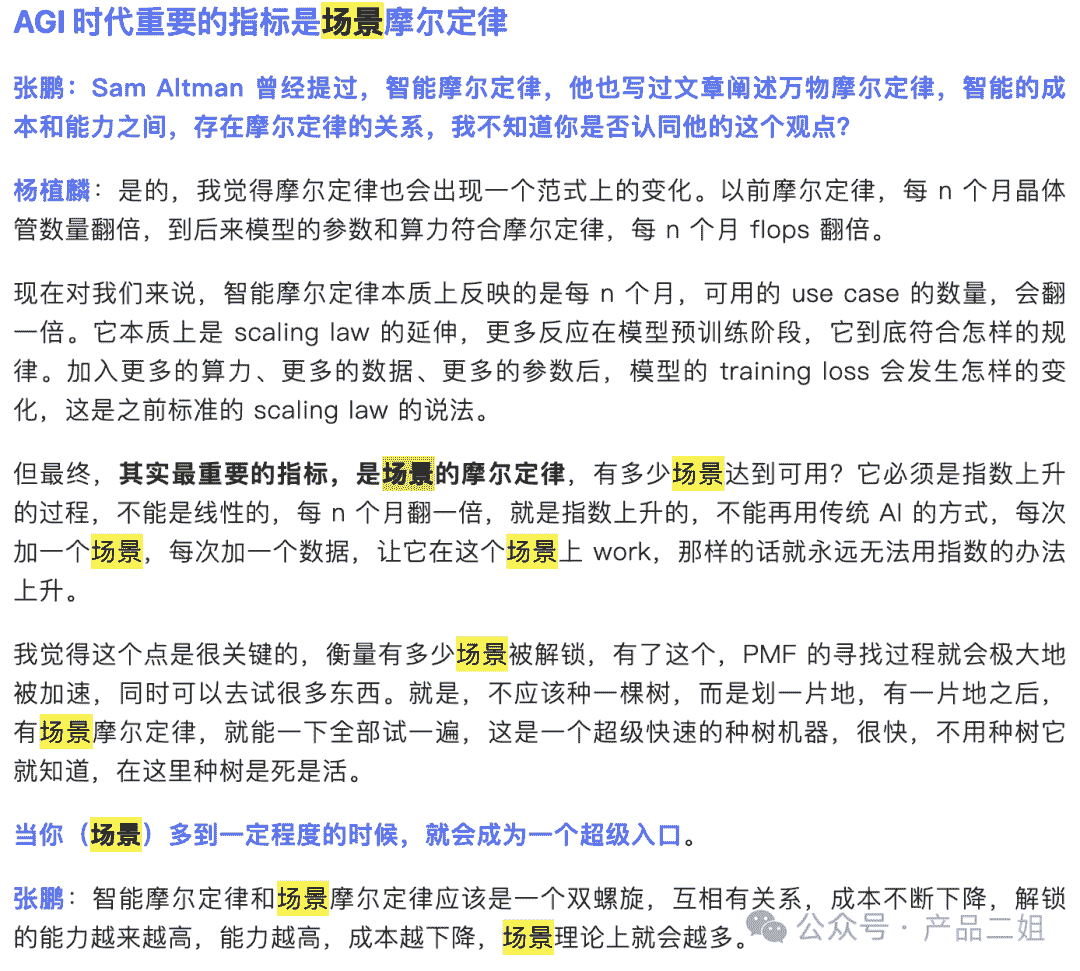 AGI 时代重要的指标是场景摩尔定律
张鹏：Sam Altman 曾经提过，智能摩尔定律，他也写过文章阐述万物摩尔定律，智能的成
本和能力之间，存在摩尔定律的关系，我不知道你是否认同他的这个观点？
杨植麟：是的，我觉得摩尔定律也会出现一个范式上的变化。以前摩尔定律，每 n 个月晶体
管数量翻倍，到后来模型的参数和算力符合摩尔定律，每 n 个月 flops 翻倍。
现在对我们来说，智能摩尔定律本质上反映的是每 n 个月，可用的 use case 的数量，会翻
一倍。它本质上是 scaling law 的延伸，更多反应在模型预训练阶段，它到底符合怎样的规
律。加入更多的算力、更多的数据、更多的参数后，模型的 training loss 会发生怎样的变
化，这是之前标准的 scaling law 的说法。
但最终，其实最重要的指标，是场景的摩尔定律，有多少场景达到可用？它必须是指数上升
的过程，不能是线性的，每 n 个月翻一倍，就是指数上升的，不能再用传统 AI 的方式，每次
加一个场景，每次加一个数据，让它在这个场景上 work，那样的话就永远无法用指数的办法
上升。
我觉得这个点是很关键的，衡量有多少场景被解锁，有了这个，PMF 的寻找过程就会极大地
被加速，同时可以去试很多东西。就是，不应该种一棵树，而是划一片地，有一片地之后，
有场景摩尔定律，就能一下全部试一遍，这是一个超级快速的种树机器，很快，不用种树它
就知道，在这里种树是死是活。
当你（场景）多到一定程度的时候，就会成为一个超级入口。
张鹏：智能摩尔定律和场景摩尔定律应该是一个双螺旋，互相有关系，成本不断下降，解锁
的能力越来越高，能力越高，成本越下降，场景理论上就会越多。
公众号 · 产品二姐